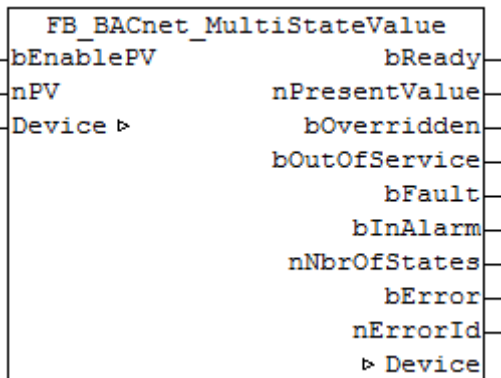 FB_BACnet_MultiStateValue
bEnablePV bReady
nPV nPresentValue
Device ▹ bOverridden
bOutOfService
bFault
bInAlarm
nNbrOfStates
bError
nErrorId
▹ Device